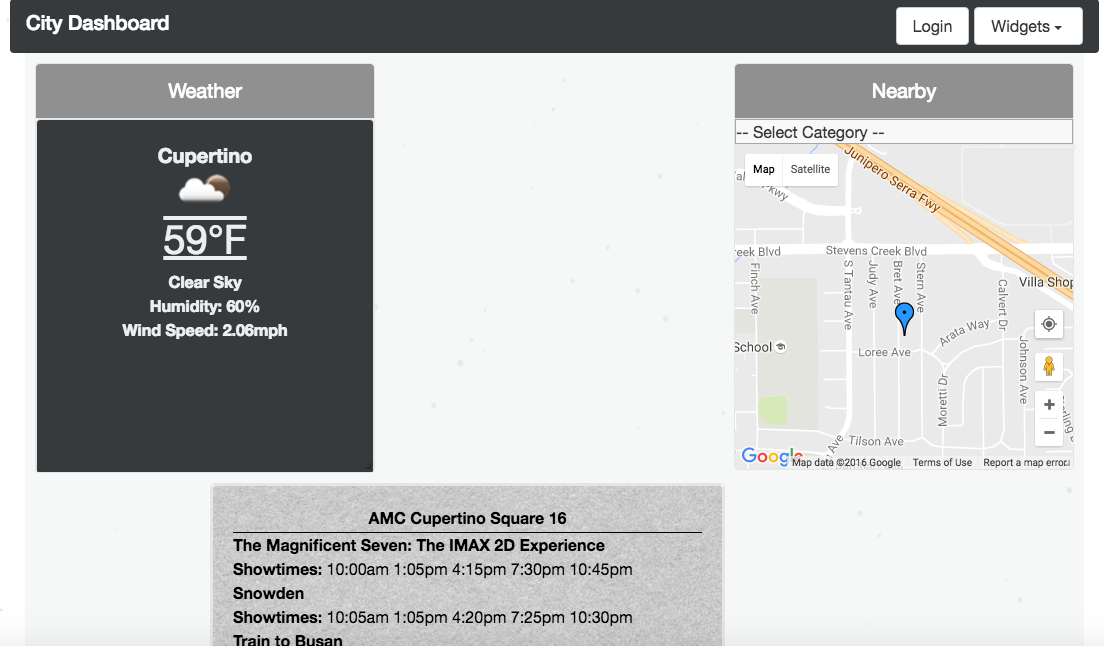 City Dashboard
Login
Widgets
Weather
Cupertino
59°F
Clear Sky
Humidity: 60%
Wind Speed: 2.06mph
Nearby
-- Select Category --
Map
Satellite
Junipero Serra Fwy
reek Blvd
Stevens Creek Blvd
Finch Ave
S Tantau Ave
Judy Ave
Bret Ave
Stern Ave
Calvert Dr
Villa Shop
School
Arata Way
Loree Ave
Johnson Ave
Moretti Dr
Tilson Ave
Google
Map data ©2016 Google
Terms of Use
Report a map error
AMC Cupertino Square 16
The Magnificent Seven: The IMAX 2D Experience
Showtimes: 10:00am 1:05pm 4:15pm 7:30pm 10:45pm
Snowden
Showtimes: 10:05am 1:05pm 4:20pm 7:25pm 10:30pm
Train to Busan